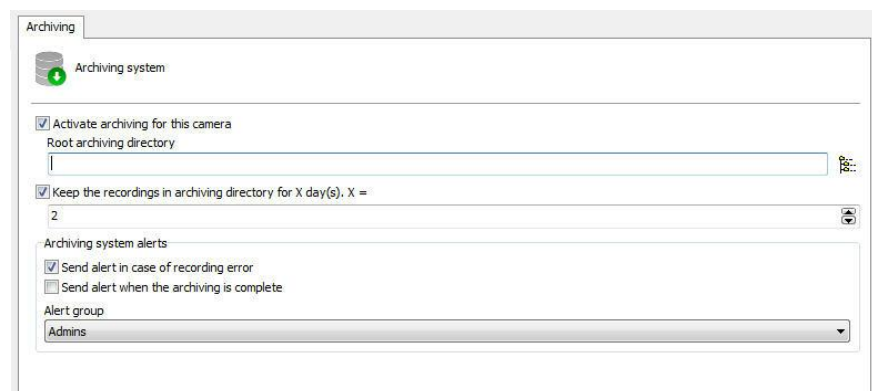 Archiving
Archiving system
Activate archiving for this camera
Root archiving directory
Keep the recordings in archiving directory for X day(s). X =
2
Archiving system alerts
Send alert in case of recording error
Send alert when the archiving is complete
Alert group
Admins